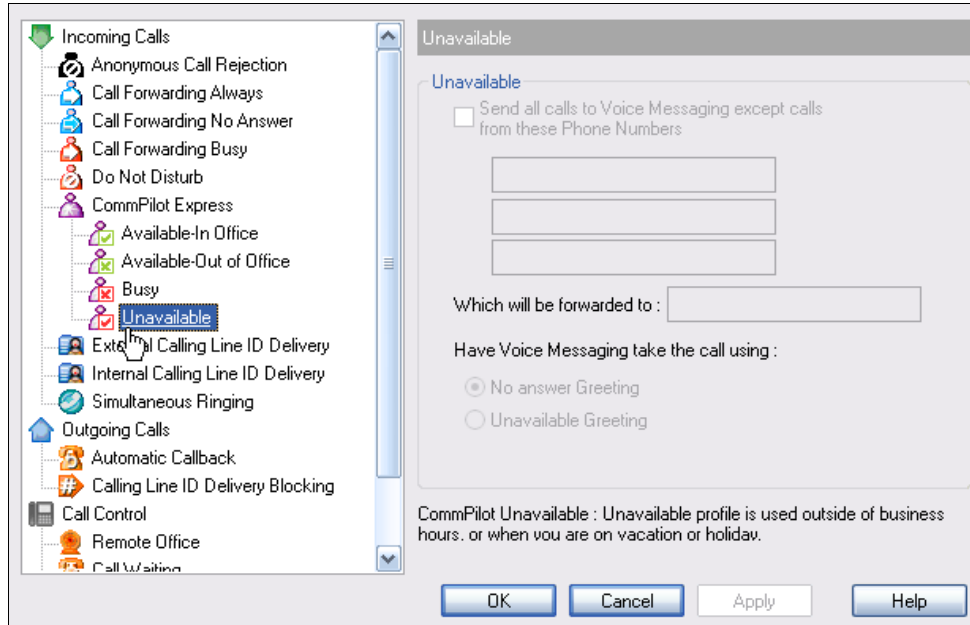 Incoming Calls
Anonymous Call Rejection
Call Forwarding Always
Call Forwarding No Answer
Call Forwarding Busy
Do Not Disturb
CommPilot Express
Available-In Office
Available-Out of Office
Busy
Unavailable
External Calling Line ID Delivery
Internal Calling Line ID Delivery
Simultaneous Ringing
Outgoing Calls
Automatic Callback
Calling Line ID Delivery Blocking
Call Control
Remote Office
Call Waiting
Unavailable
Unavailable
Send all calls to Voice Messaging except calls
from these Phone Numbers
Which will be forwarded to :
Have Voice Messaging take the call using :
No answer Greeting
Unavailable Greeting
CommPilot Unavailable : Unavailable profile is used outside of business
hours, or when you are on vacation or holiday.
OK
Cancel
Apply
Help